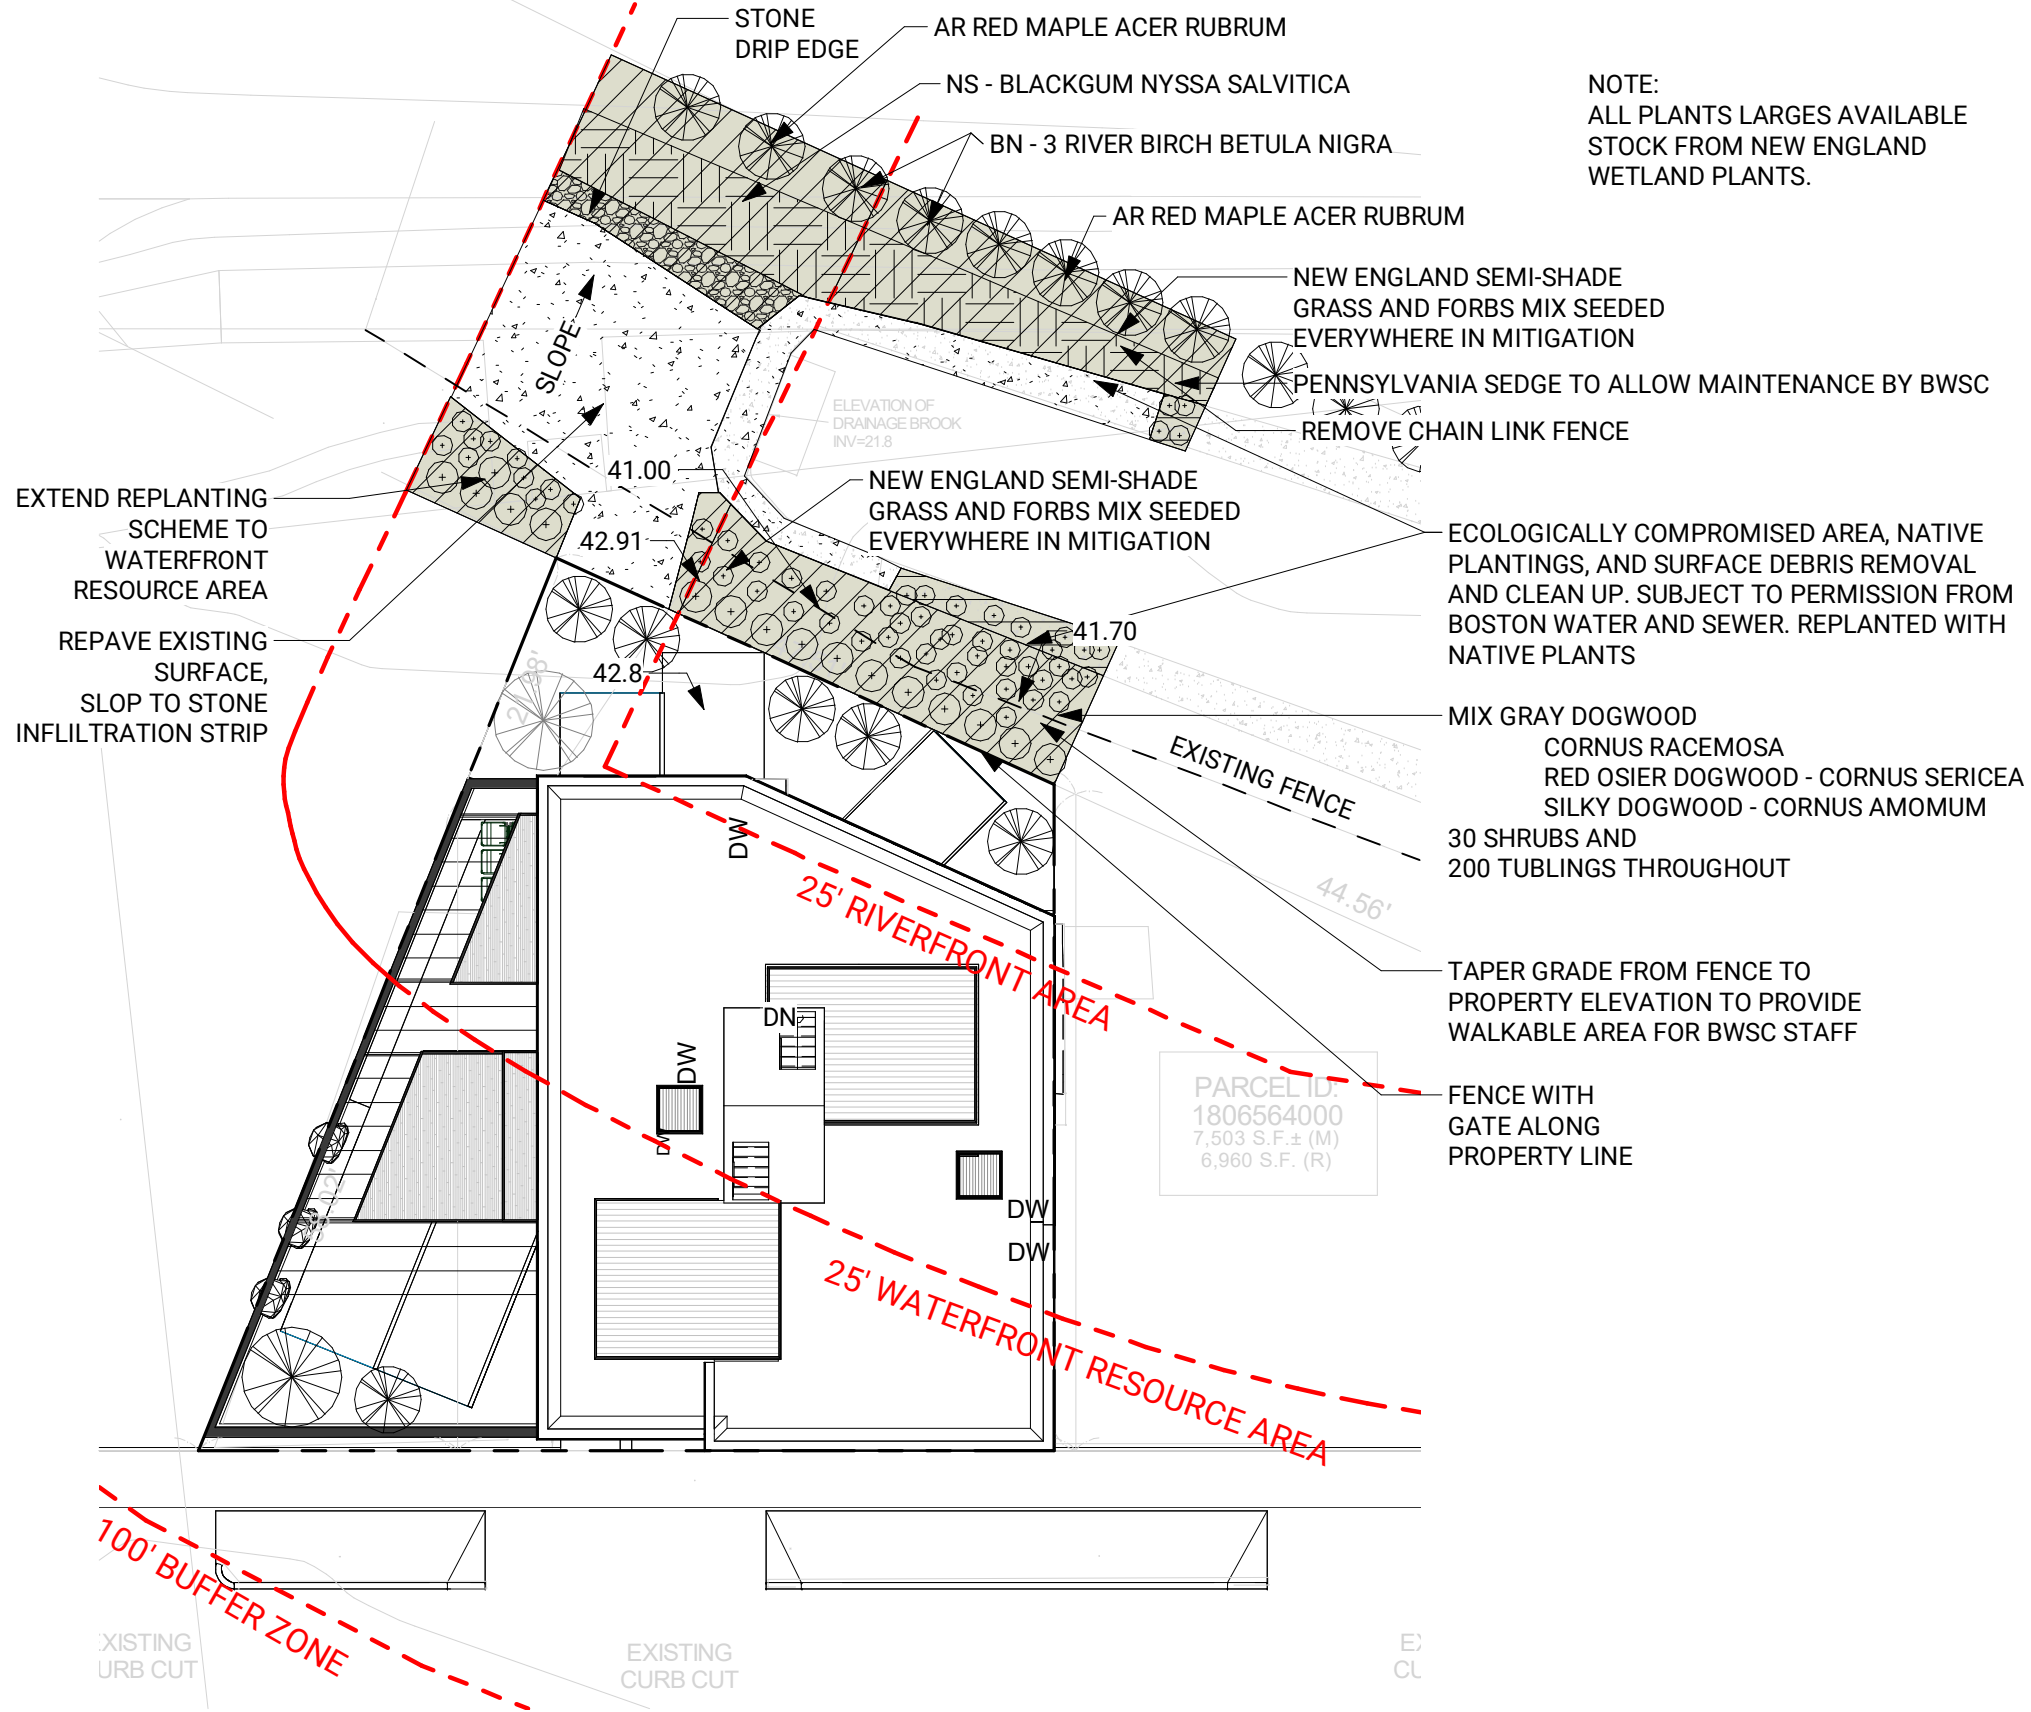 STONE
DRIP EDGE
AR RED MAPLE ACER RUBRUM
NS - BLACKGUM NYSSA SALVITICA
BN - 3 RIVER BIRCH BETULA NIGRA
AR RED MAPLE ACER RUBRUM
NOTE:
ALL PLANTS LARGES AVAILABLE
STOCK FROM NEW ENGLAND
WETLAND PLANTS.
NEW ENGLAND SEMI-SHADE
GRASS AND FORBS MIX SEEDED
EVERYWHERE IN MITIGATION
PENNSYLVANIA SEDGE TO ALLOW MAINTENANCE BY BWSC
REMOVE CHAIN LINK FENCE
SLOPE
ELEVATION OF
DRAINAGE BROOK
INV=21.8
41.00
42.91
NEW ENGLAND SEMI-SHADE
GRASS AND FORBS MIX SEEDED
EVERYWHERE IN MITIGATION
EXTEND REPLANTING
SCHEME TO
WATERFRONT
RESOURCE AREA
REPAVE EXISTING
SURFACE,
SLOP TO STONE
INFLILTRATION STRIP
ECOLOGICALLY COMPROMISED AREA, NATIVE
PLANTINGS, AND SURFACE DEBRIS REMOVAL
AND CLEAN UP. SUBJECT TO PERMISSION FROM
BOSTON WATER AND SEWER. REPLANTED WITH
NATIVE PLANTS
41.70
42.8
MIX GRAY DOGWOOD
CORNUS RACEMOSA
RED OSIER DOGWOOD - CORNUS SERICEA
SILKY DOGWOOD - CORNUS AMOMUM
30 SHRUBS AND
200 TUBLINGS THROUGHOUT
EXISTING FENCE
44.56'
DW
25' RIVERFRONT AREA
TAPER GRADE FROM FENCE TO
PROPERTY ELEVATION TO PROVIDE
WALKABLE AREA FOR BWSC STAFF
DN
DW
DW
PARCEL ID:
1806564000
7,503 S.F.± (M)
6,960 S.F. (R)
FENCE WITH
GATE ALONG
PROPERTY LINE
DW
DW
25' WATERFRONT RESOURCE AREA
100' BUFFER ZONE
EXISTING
CURB CUT